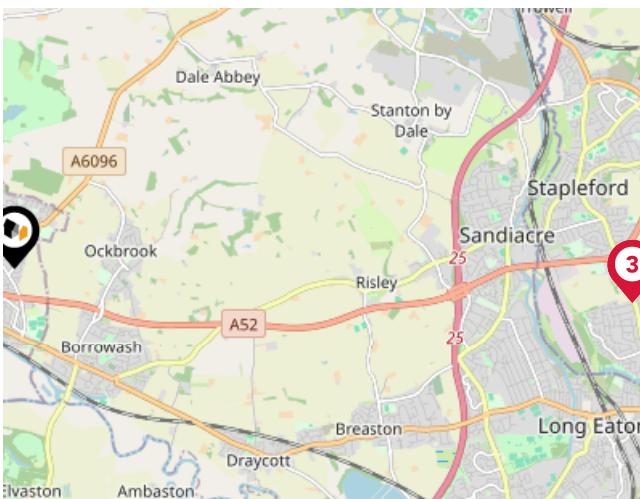 Trowell
Dale Abbey
Stanton by
Dale
A6096
Stapleford
Sandiacre
Ockbrook
25
3
Risley
A52
25
Borrowash
Breaston
Long Eaton
Draycott
Elvaston
Ambaston